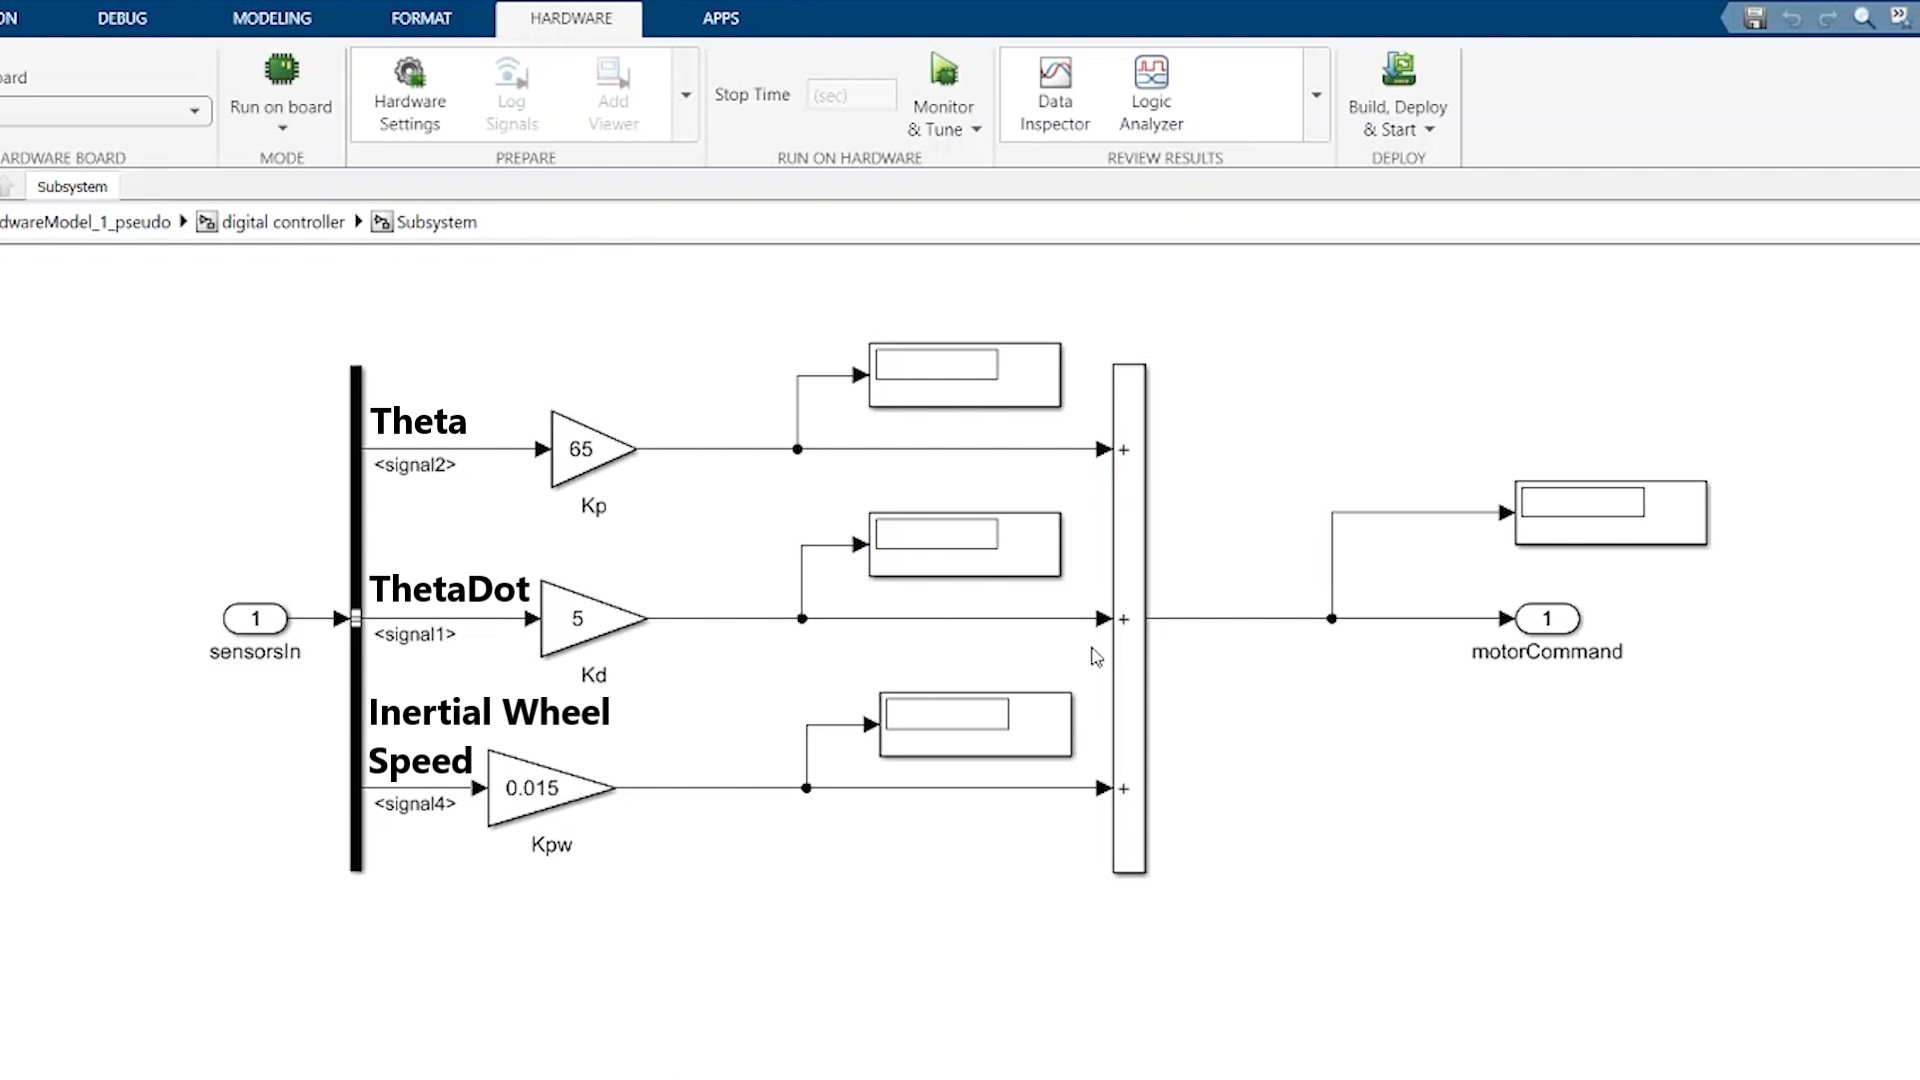 ON DEBUG MODELING FORMAT HARDWARE APPS
oard
Run on board
Hardware Settings
Log Signals
Add Viewer
Stop Time (sec)
Monitor & Tune
Data Inspector
Logic Analyzer
Build, Deploy & Start
ARDWARE BOARD MODE PREPARE RUN ON HARDWARE REVIEW RESULTS DEPLOY
Subsystem
dwareModel_1_pseudo digital controller Subsystem
Theta
<signal2>
65
Kp
+
ThetaDot
<signal1>
1
sensorsIn
5
Kd
+
1
motorCommand
Inertial Wheel
Speed
<signal4>
0.015
Kpw
+